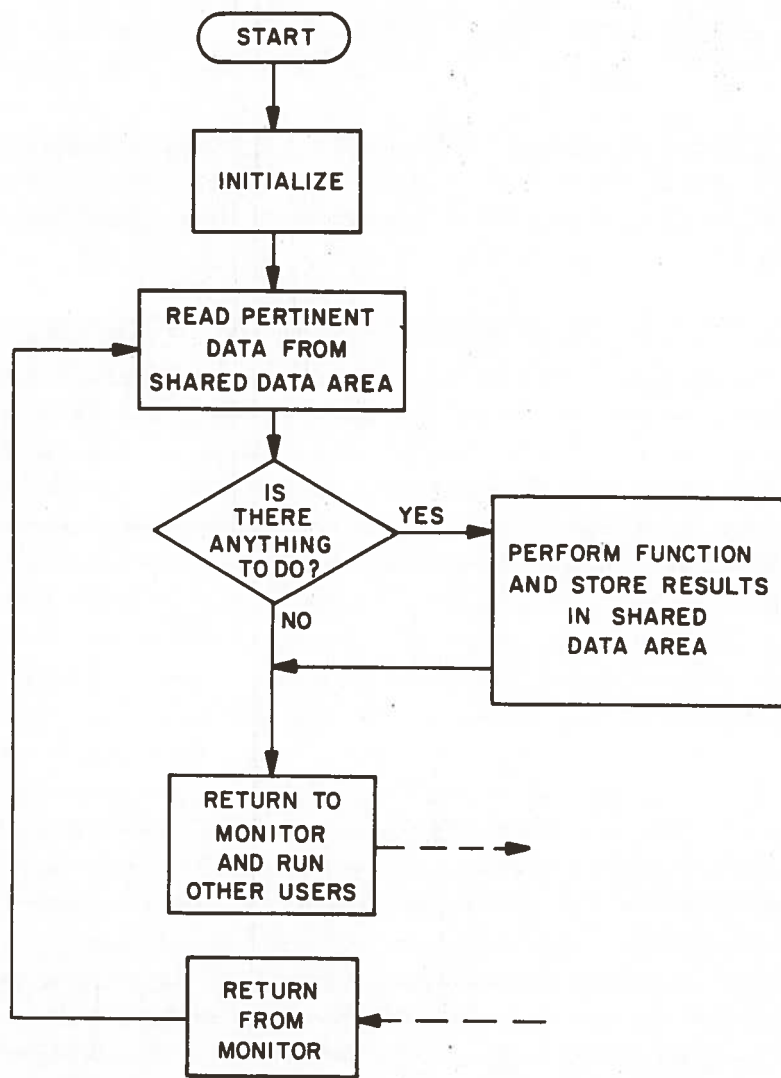 START
INITIALIZE
READ PERTINENT
DATA FROM
SHARED DATA AREA
IS
THERE
ANYTHING
TO DO?
YES
NO
PERFORM FUNCTION
AND STORE RESULTS
IN SHARED
DATA AREA
RETURN TO
MONITOR
AND RUN
OTHER USERS
RETURN
FROM
MONITOR